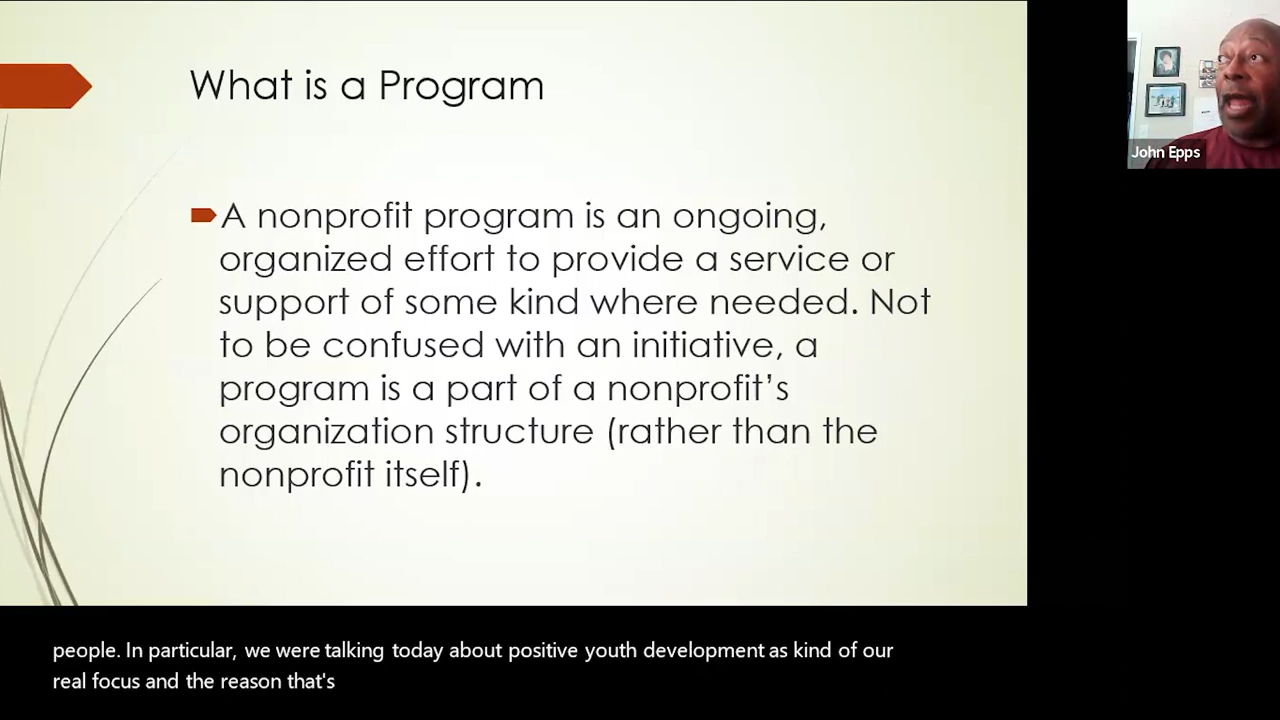 What is a Program
A nonprofit program is an ongoing,
organized effort to provide a service or
support of some kind where needed. Not
to be confused with an initiative, a
program is a part of a nonprofit’s
organization structure (rather than the
nonprofit itself).
John Epps
people. In particular, we were talking today about positive youth development as kind of our
real focus and the reason that's